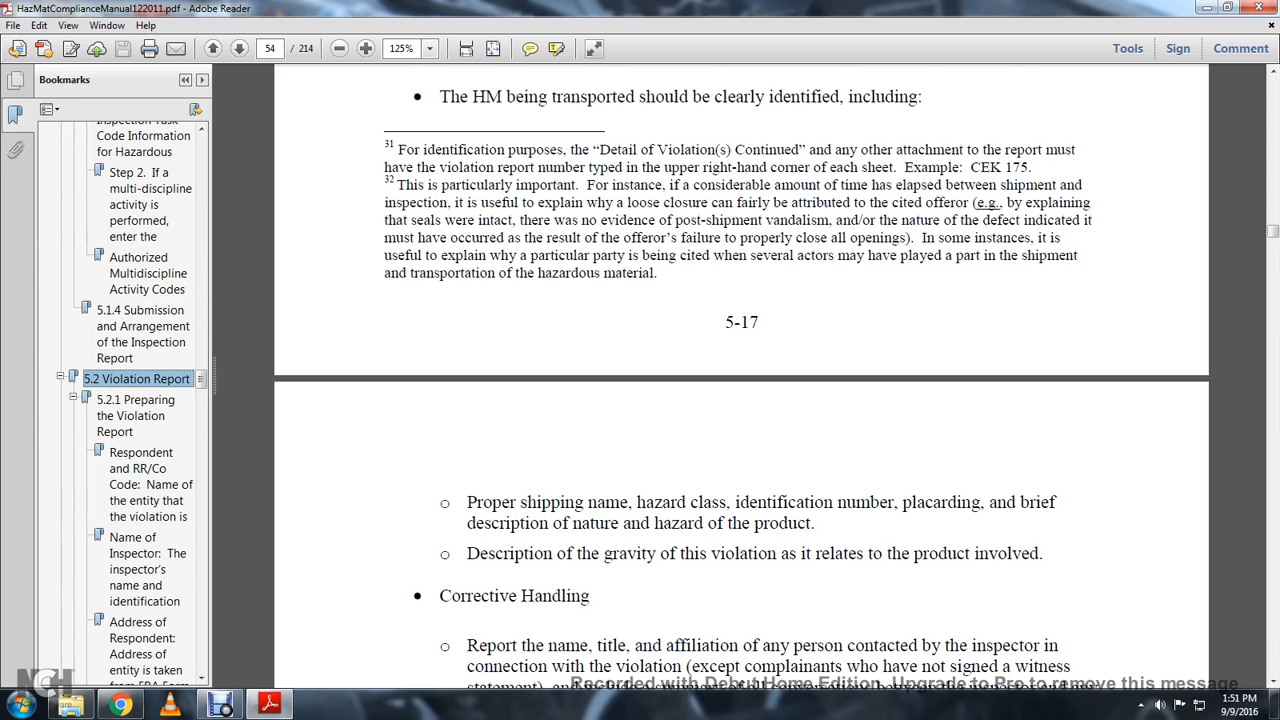 HazMatComplianceManual122011.pdf - Adobe Reader
File Edit View Window Help
54 / 214 125% Tools Sign Comment
Bookmarks
Inspection Task
Code Information
for Hazardous
Step 2. If a
multi-discipline
activity is
performed,
enter the
Authorized
Multidiscipline
Activity Codes
5.1.4 Submission
and Arrangement
of the Inspection
Report
5.2 Violation Report
5.2.1 Preparing
the Violation
Report
Respondent
and RR/Co
Code: Name of
the entity that
the violation is
Name of
Inspector: The
inspector's
name and
identification
Address of
Respondent:
Address of
entity is taken
• The HM being transported should be clearly identified, including:
31 For identification purposes, the “Detail of Violation(s) Continued” and any other attachment to the report must
have the violation report number typed in the upper right-hand corner of each sheet. Example: CEK 175.
32 This is particularly important. For instance, if a considerable amount of time has elapsed between shipment and
inspection, it is useful to explain why a loose closure can fairly be attributed to the cited offeror (e.g., by explaining
that seals were intact, there was no evidence of post-shipment vandalism, and/or the nature of the defect indicated it
must have occurred as the result of the offeror’s failure to properly close all openings). In some instances, it is
useful to explain why a particular party is being cited when several actors may have played a part in the shipment
and transportation of the hazardous material.
5-17
o Proper shipping name, hazard class, identification number, placarding, and brief
description of nature and hazard of the product.
o Description of the gravity of this violation as it relates to the product involved.
• Corrective Handling
o Report the name, title, and affiliation of any person contacted by the inspector in
connection with the violation (except complainants who have not signed a witness
Recorded with Debut Home Edition. Upgrade to Pro to remove this message
NCH
1:51 PM
9/9/2016